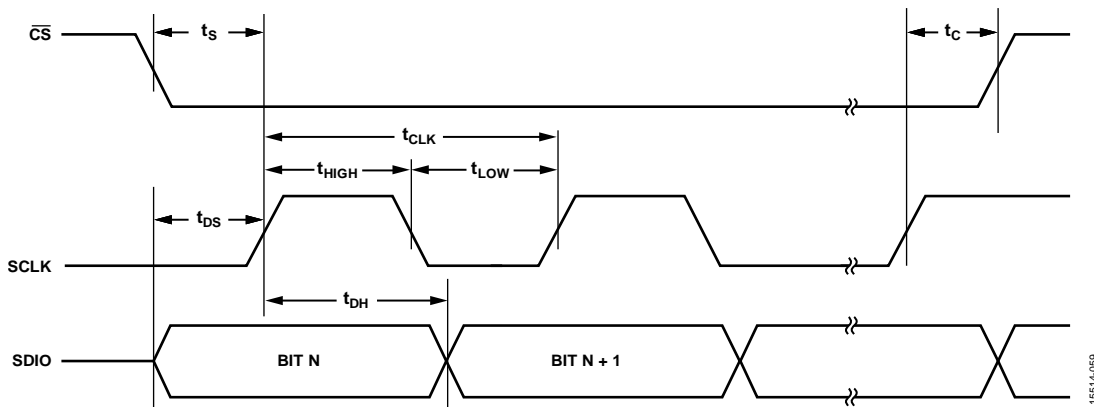 CS
tS
tC
tCLK
tHIGH
tLOW
tDS
SCLK
tDH
SDIO
BIT N
BIT N + 1
15514-059